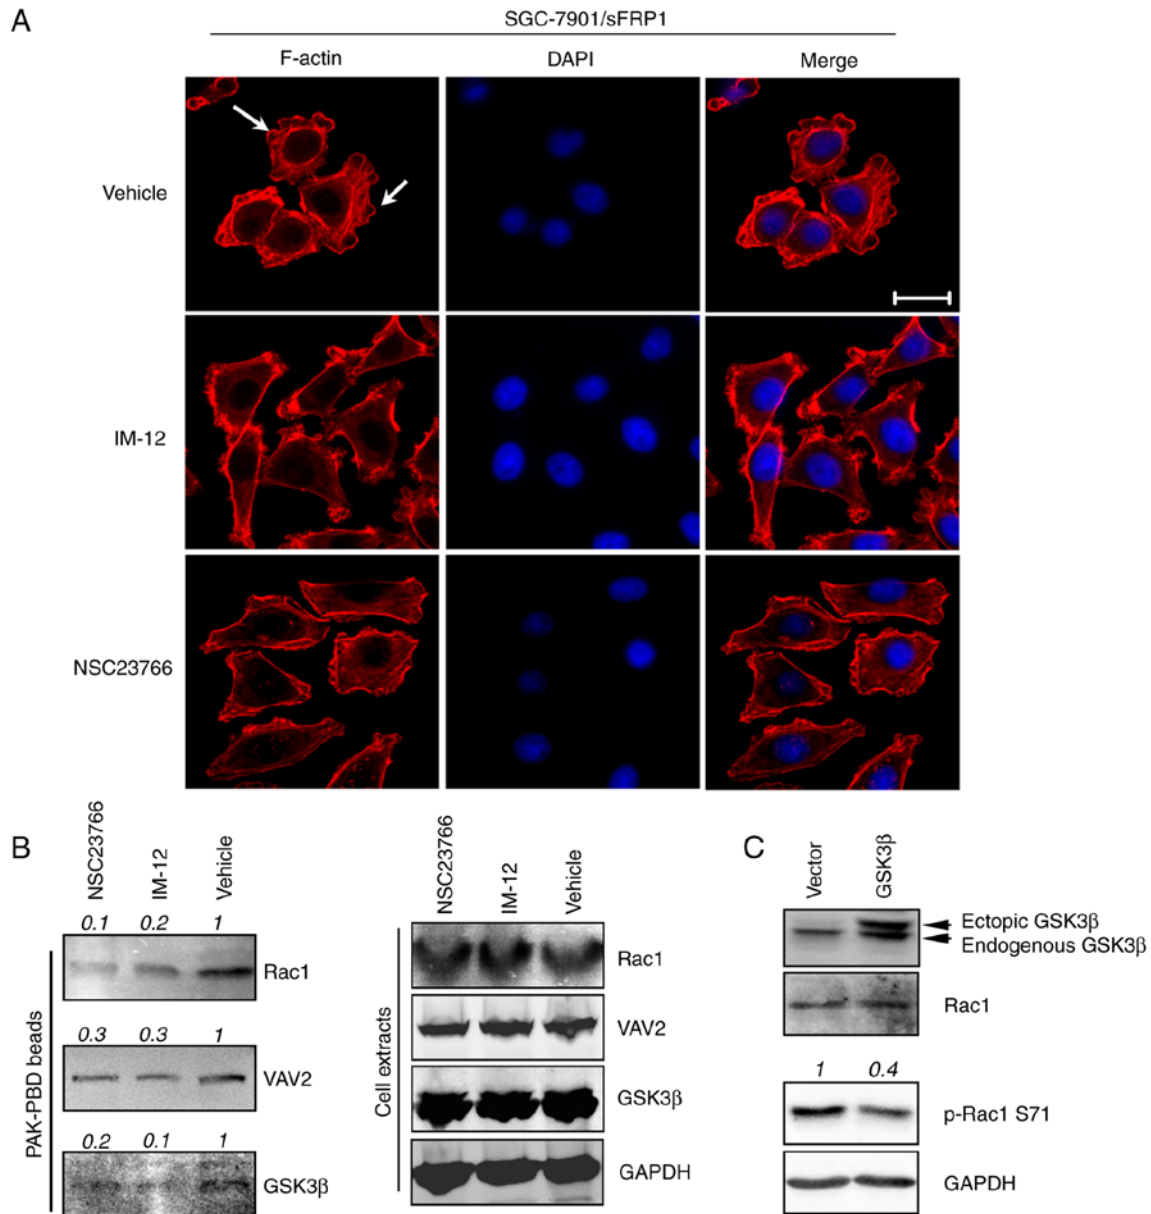 A
SGC-7901/sFRP1
F-actin DAPI Merge
Vehicle
IM-12
NSC23766
B
NSC23766 IM-12 Vehicle
PAK-PBD beads
0.1 0.2 1
Rac1
0.3 0.3 1
VAV2
0.2 0.1 1
GSK3β
NSC23766 IM-12 Vehicle
Cell extracts
Rac1
VAV2
GSK3β
GAPDH
C
Vector GSK3β
Ectopic GSK3β
Endogenous GSK3β
Rac1
1 0.4
p-Rac1 S71
GAPDH